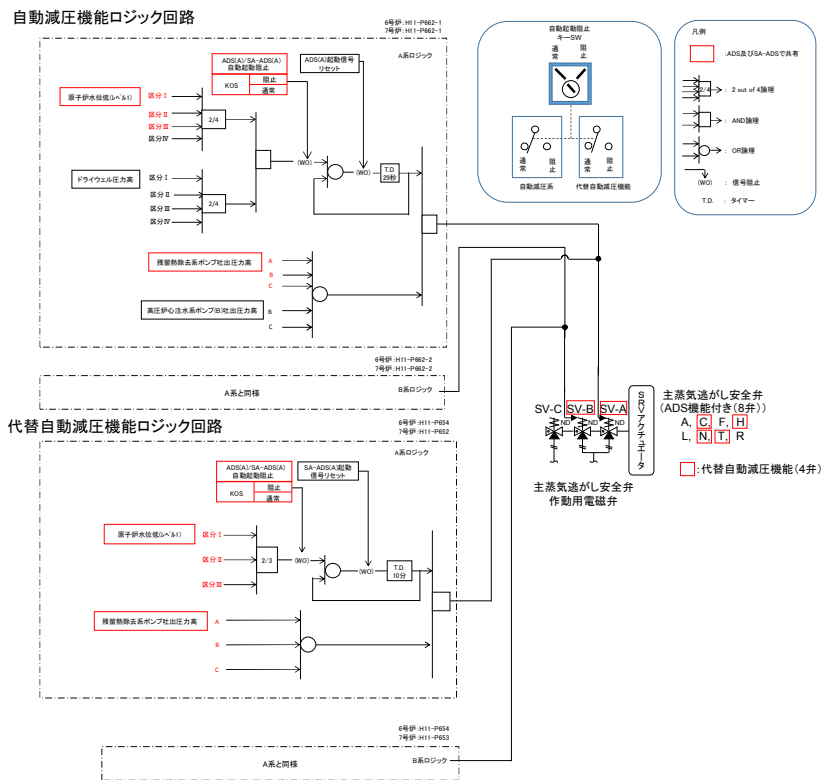 自動減圧機能ロジック回路
6号炉:H11-P662-1
7号炉:H11-P662-1
A系ロジック
ADS(A)/SA-ADS(A)
自動起動阻止
KOS
阻止
通常
ADS(A)起動信号
リセット
原子炉水位低(レベル1)
区分Ⅰ
区分Ⅱ
区分Ⅲ
区分Ⅳ
2/4
(WO)
(WO)
T.D.
29秒
ドライウェル圧力高
区分Ⅰ
区分Ⅱ
区分Ⅲ
区分Ⅳ
2/4
残留熱除去系ポンプ吐出圧力高
A
B
C
高圧炉心注水系ポンプ(B)吐出圧力高
B
C
6号炉:H11-P662-2
7号炉:H11-P662-2
A系と同様
B系ロジック
自動起動阻止
キーSW
通常
阻止
通常
阻止
通常
阻止
自動減圧系
代替自動減圧機能
凡例
:ADS及びSA-ADSで共有
2/4
: 2 out of 4論理
: AND論理
: OR論理
(WO)
: 信号阻止
T.D.
: タイマー
代替自動減圧機能ロジック回路
6号炉:H11-P654
7号炉:H11-P652
A系ロジック
ADS(A)/SA-ADS(A)
自動起動阻止
KOS
阻止
通常
SA-ADS(A)起動
信号リセット
原子炉水位低(レベル1)
区分Ⅰ
区分Ⅱ
区分Ⅲ
2/3
(WO)
(WO)
T.D.
10分
残留熱除去系ポンプ吐出圧力高
A
B
C
6号炉:H11-P654
7号炉:H11-P653
A系と同様
B系ロジック
SV-C
SV-B
SV-A
ND
ND
ND
SRVアクチュエータ
主蒸気逃がし安全弁
作動用電磁弁
主蒸気逃がし安全弁
(ADS機能付き(8弁))
A, C, F, H
L, N, T, R
:代替自動減圧機能(4弁)